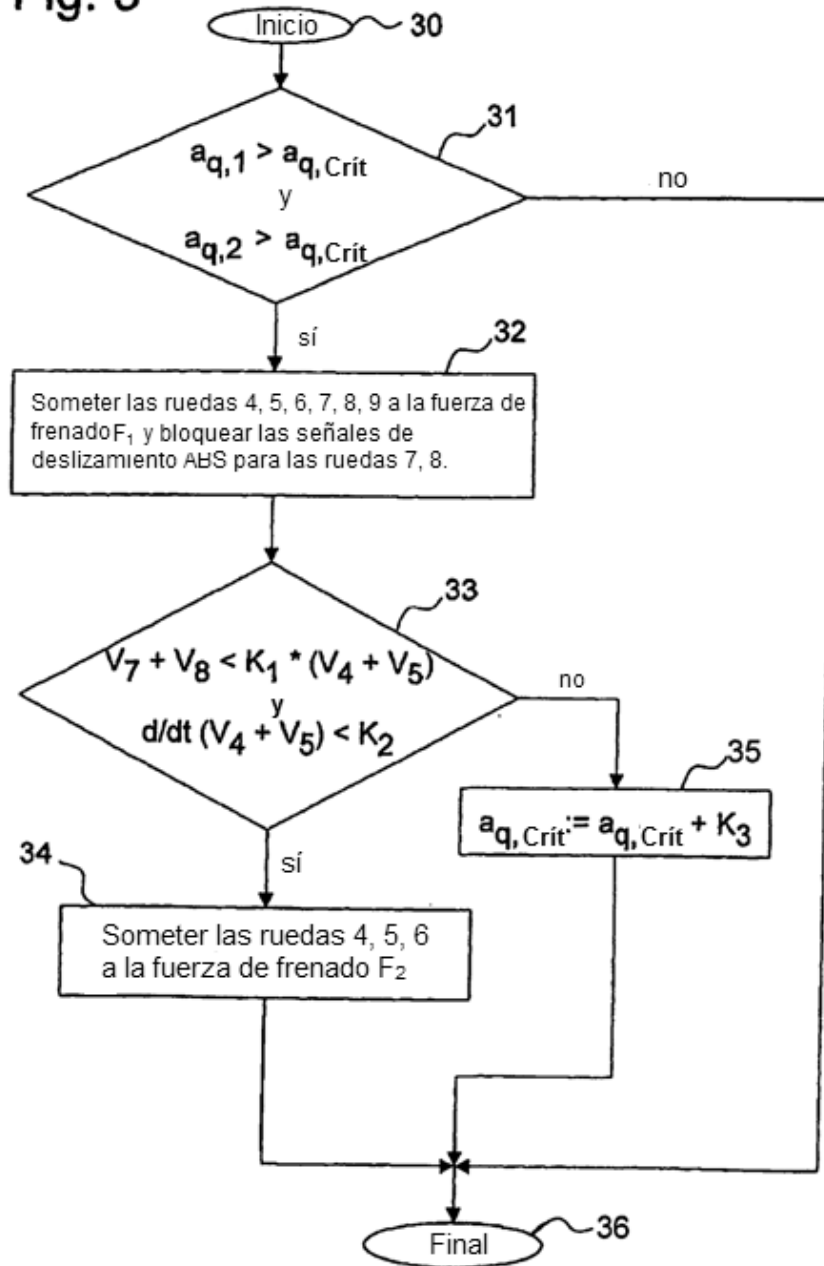 Inicio
30
31
a_q,1 > a_q,Crít
y
a_q,2 > a_q,Crít
no
sí
32
Someter las ruedas 4, 5, 6, 7, 8, 9 a la fuerza de
frenado F₁ y bloquear las señales de
deslizamiento ABS para las ruedas 7, 8.
33
V₇ + V₈ < K₁ * (V₄ + V₅)
y
d/dt (V₄ + V₅) < K₂
no
35
a_q,Crít := a_q,Crít + K₃
34
sí
Someter las ruedas 4, 5, 6
a la fuerza de frenado F₂
Final
36